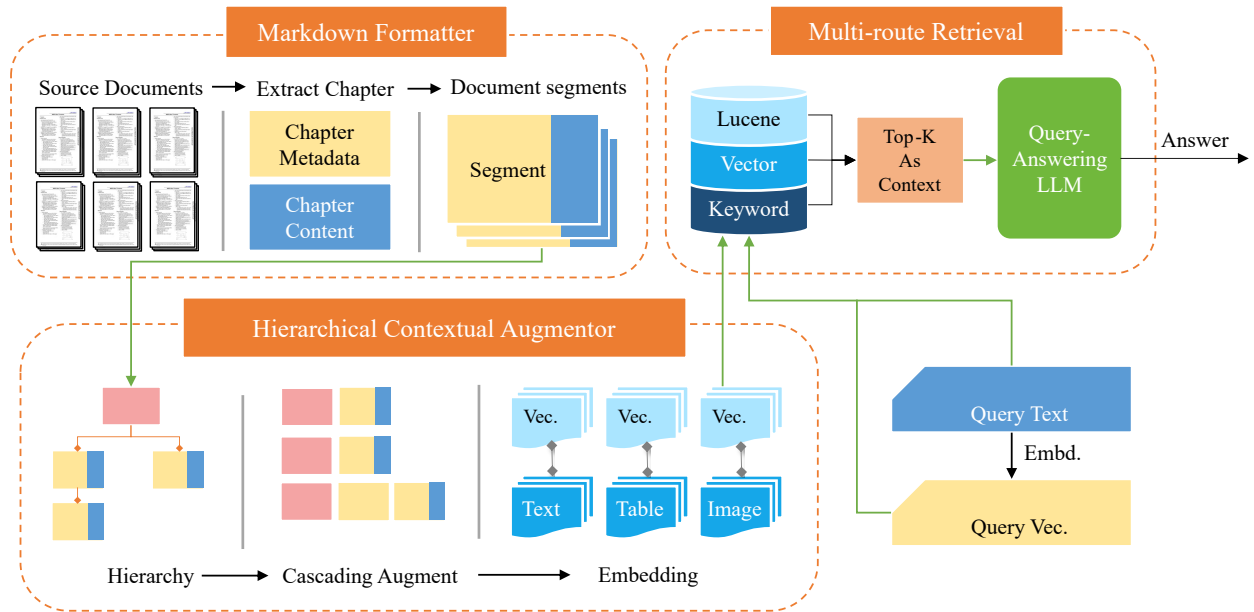 Markdown Formatter
Source Documents
Extract Chapter
Document segments
Chapter
Metadata
Chapter
Content
Segment
Multi-route Retrieval
Lucene
Vector
Keyword
Top-K
As
Context
Query-
Answering
LLM
Answer
Hierarchical Contextual Augmentor
Vec.
Vec.
Vec.
Text
Table
Image
Hierarchy
Cascading Augment
Embedding
Query Text
Embd.
Query Vec.